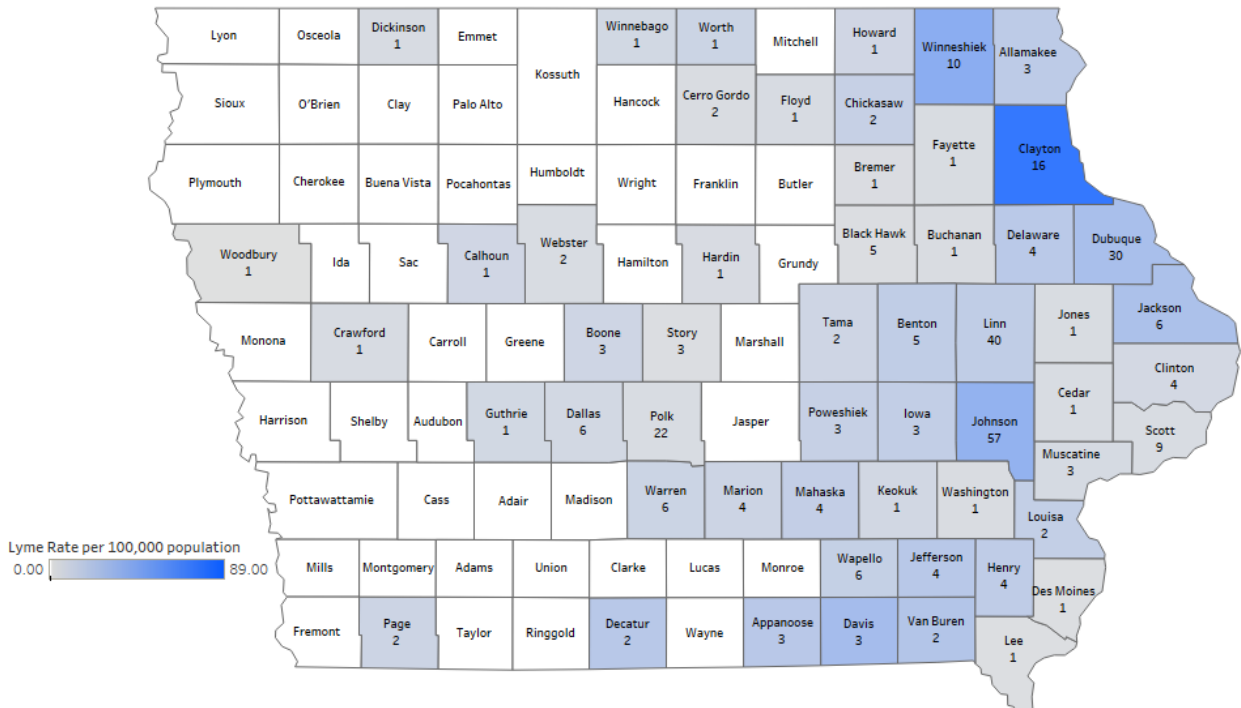 Lyon
Osceola
Dickinson
1
Emmet
Kossuth
Winnebago
1
Worth
1
Mitchell
Howard
1
Winneshiek
10
Allamakee
3
Sioux
O'Brien
Clay
Palo Alto
Hancock
Cerro Gordo
2
Floyd
1
Chickasaw
2
Fayette
1
Clayton
16
Plymouth
Cherokee
Buena Vista
Pocahontas
Humboldt
Wright
Franklin
Butler
Bremer
1
Woodbury
1
Ida
Sac
Calhoun
1
Webster
2
Hamilton
Hardin
1
Grundy
Black Hawk
5
Buchanan
1
Delaware
4
Dubuque
30
Monona
Crawford
1
Carroll
Greene
Boone
3
Story
3
Marshall
Tama
2
Benton
5
Linn
40
Jones
1
Jackson
6
Clinton
4
Harrison
Shelby
Audubon
Guthrie
1
Dallas
6
Polk
22
Jasper
Poweshiek
3
Iowa
3
Johnson
57
Cedar
1
Scott
9
Muscatine
3
Pottawattamie
Cass
Adair
Madison
Warren
6
Marion
4
Mahaska
4
Keokuk
1
Washington
1
Louisa
2
Lyme Rate per 100,000 population
0.00 89.00
Mills
Montgomery
Adams
Union
Clarke
Lucas
Monroe
Wapello
6
Jefferson
4
Henry
4
Des Moines
1
Fremont
Page
2
Taylor
Ringgold
Decatur
2
Wayne
Appanoose
3
Davis
3
Van Buren
2
Lee
1